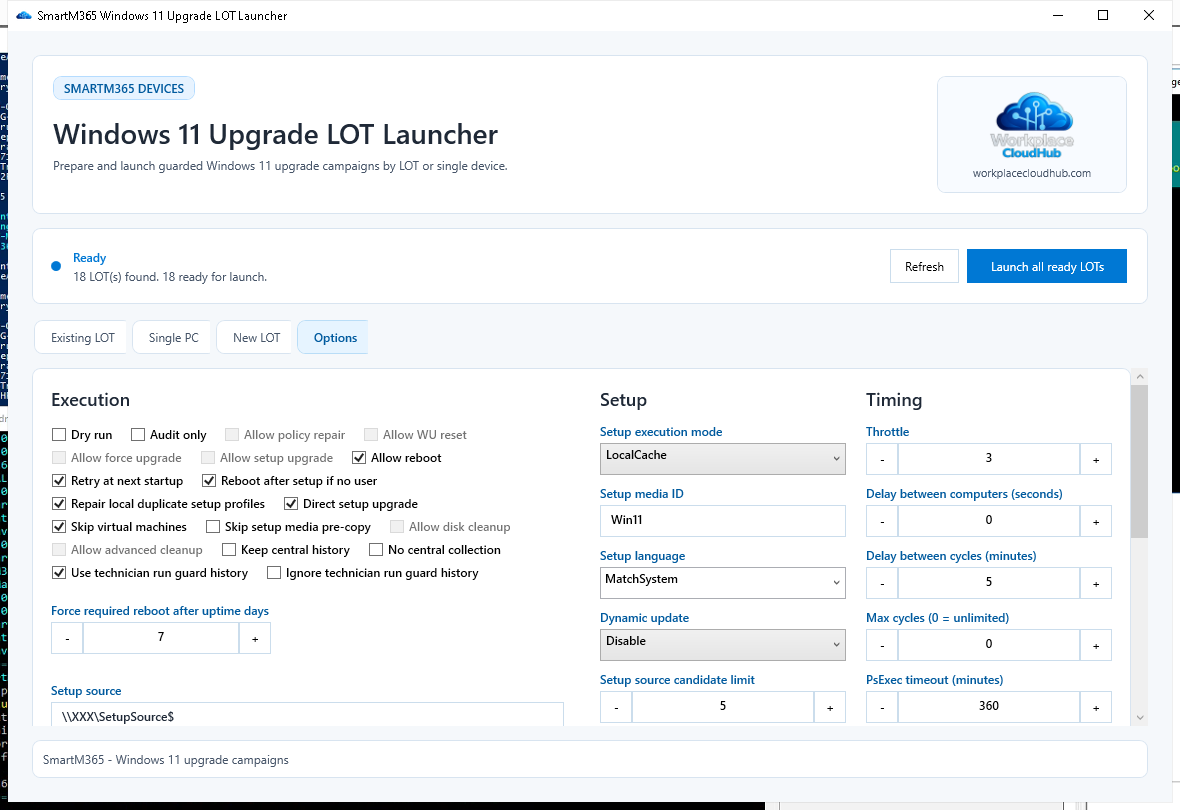 SmartM365 Windows 11 Upgrade LOT Launcher
SMARTM365 DEVICES
Windows 11 Upgrade LOT Launcher
Prepare and launch guarded Windows 11 upgrade campaigns by LOT or single device.
Workplace
CloudHub
workplacecloudhub.com
Ready
18 LOT(s) found. 18 ready for launch.
Refresh
Launch all ready LOTs
Existing LOT
Single PC
New LOT
Options
Execution
Dry run
Audit only
Allow policy repair
Allow WU reset
Allow force upgrade
Allow setup upgrade
Allow reboot
Retry at next startup
Reboot after setup if no user
Repair local duplicate setup profiles
Direct setup upgrade
Skip virtual machines
Skip setup media pre-copy
Allow disk cleanup
Allow advanced cleanup
Keep central history
No central collection
Use technician run guard history
Ignore technician run guard history
Force required reboot after uptime days
- 7 +
Setup source
\\XXX\SetupSource$
Setup
Setup execution mode
LocalCache
Setup media ID
Win11
Setup language
MatchSystem
Dynamic update
Disable
Setup source candidate limit
- 5 +
Timing
Throttle
- 3 +
Delay between computers (seconds)
- 0 +
Delay between cycles (minutes)
- 5 +
Max cycles (0 = unlimited)
- 0 +
PsExec timeout (minutes)
- 360 +
SmartM365 - Windows 11 upgrade campaigns